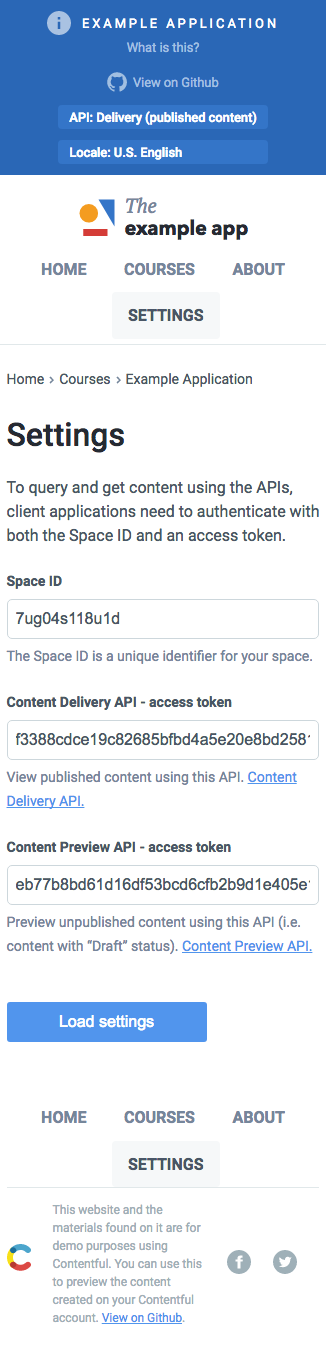 EXAMPLE APPLICATION
What is this?
View on Github
API: Delivery (published content)
Locale: U.S. English
The
example app
HOME COURSES ABOUT
SETTINGS
Home > Courses > Example Application
Settings
To query and get content using the APIs,
client applications need to authenticate with
both the Space ID and an access token.
Space ID
7ug04s118u1d
The Space ID is a unique identifier for your space.
Content Delivery API - access token
f3388cdce19c82685bfbd4a5e20e8bd258
View published content using this API. Content
Delivery API.
Content Preview API - access token
eb77b8bd61d16df53bcd6cfb2b9d1e405e
Preview unpublished content using this API (i.e.
content with “Draft” status). Content Preview API.
Load settings
HOME COURSES ABOUT
SETTINGS
This website and the
materials found on it are for
demo purposes using
Contentful. You can use this
to preview the content
created on your Contentful
account. View on Github.